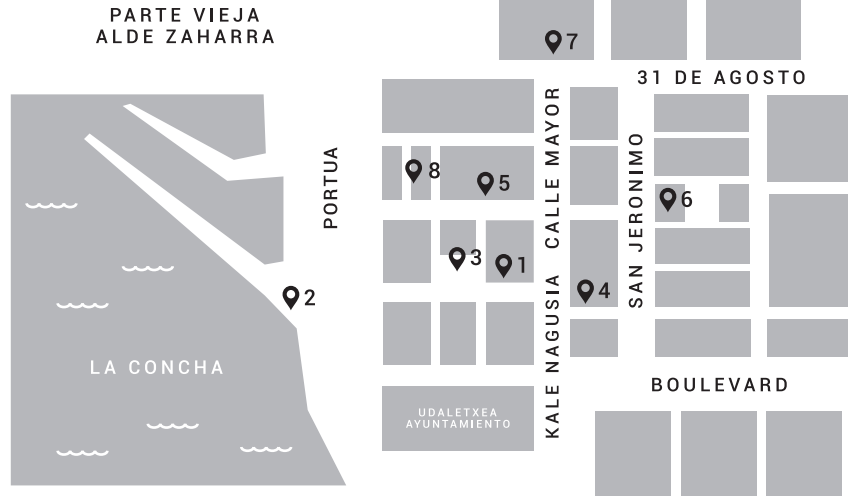 PARTE VIEJA
ALDE ZAHARRA
7
31 DE AGOSTO
KALE NAGUSIA CALLE MAYOR
SAN JERONIMO
PORTUA
8
5
6
3
1
4
2
LA CONCHA
BOULEVARD
UDALETXEA
AYUNTAMIENTO